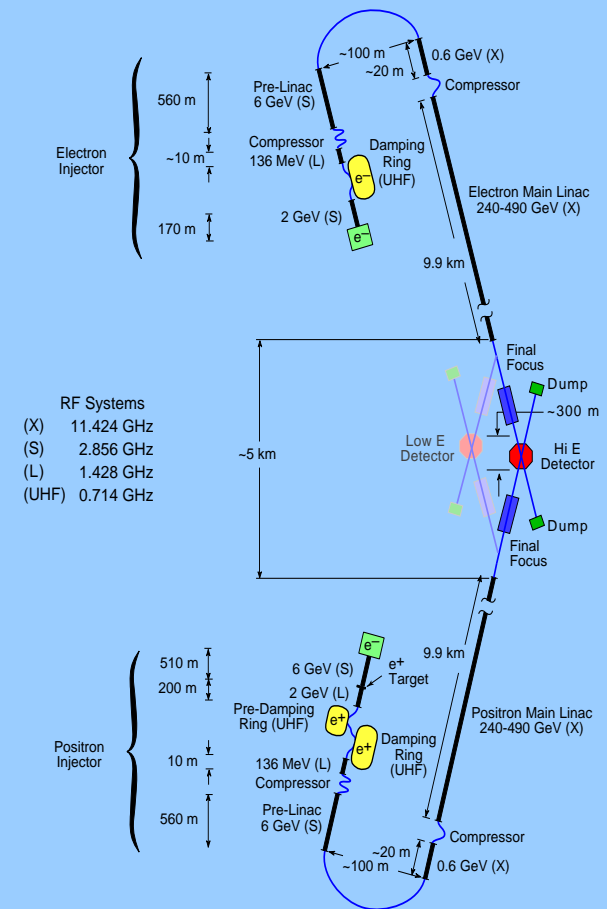 ~100 m
0.6 GeV (X)
~20 m
Compressor
Pre-Linac
6 GeV (S)
560 m
Compressor
136 MeV (L)
Damping
Ring
(UHF)
e–
Electron
Injector
~10 m
2 GeV (S)
e–
170 m
Electron Main Linac
240-490 GeV (X)
9.9 km
Final
Focus
Dump
~300 m
RF Systems
(X) 11.424 GHz
(S) 2.856 GHz
(L) 1.428 GHz
(UHF) 0.714 GHz
~5 km
Low E
Detector
Hi E
Detector
Dump
Final
Focus
510 m
e–
6 GeV (S)
e+
Target
9.9 km
200 m
2 GeV (L)
Pre-Damping
Ring (UHF)
e+
e+
Damping
Ring
(UHF)
Positron Main Linac
240-490 GeV (X)
Positron
Injector
10 m
136 MeV (L)
Compressor
560 m
Pre-Linac
6 GeV (S)
Compressor
~20 m
~100 m
0.6 GeV (X)